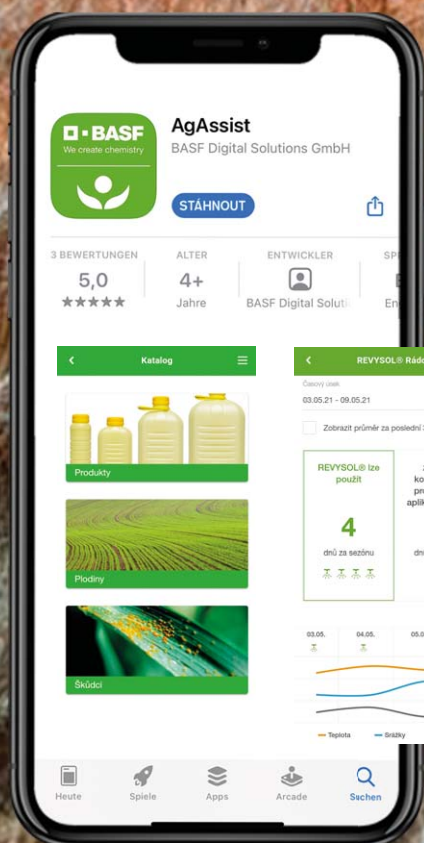 BASF
We create chemistry
AgAssist
BASF Digital Solutions GmbH
STÁHNOUT
3 BEWERTUNGEN
5,0
★★★★★
ALTER
4+
Jahre
ENTWICKLER
BASF Digital Soluti
SP
En
Katalog
Produkty
Plodiny
Škůdci
REVYSOL® Rádc
Časový úsek
03.05.21 - 09.05.21
Zobrazit průměr za poslední 3
REVYSOL® lze
použít
4
dnů za sezónu
03.05.
04.05.
05.0
Teplota
Srážky
Heute
Spiele
Apps
Arcade
Suchen